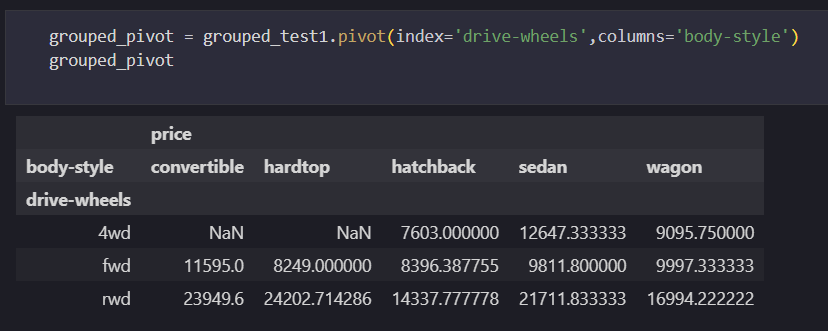 grouped_pivot = grouped_test1.pivot(index='drive-wheels',columns='body-style')
grouped_pivot
price
body-style convertible hardtop hatchback sedan wagon
drive-wheels
4wd NaN NaN 7603.000000 12647.333333 9095.750000
fwd 11595.0 8249.000000 8396.387755 9811.800000 9997.333333
rwd 23949.6 24202.714286 14337.777778 21711.833333 16994.222222